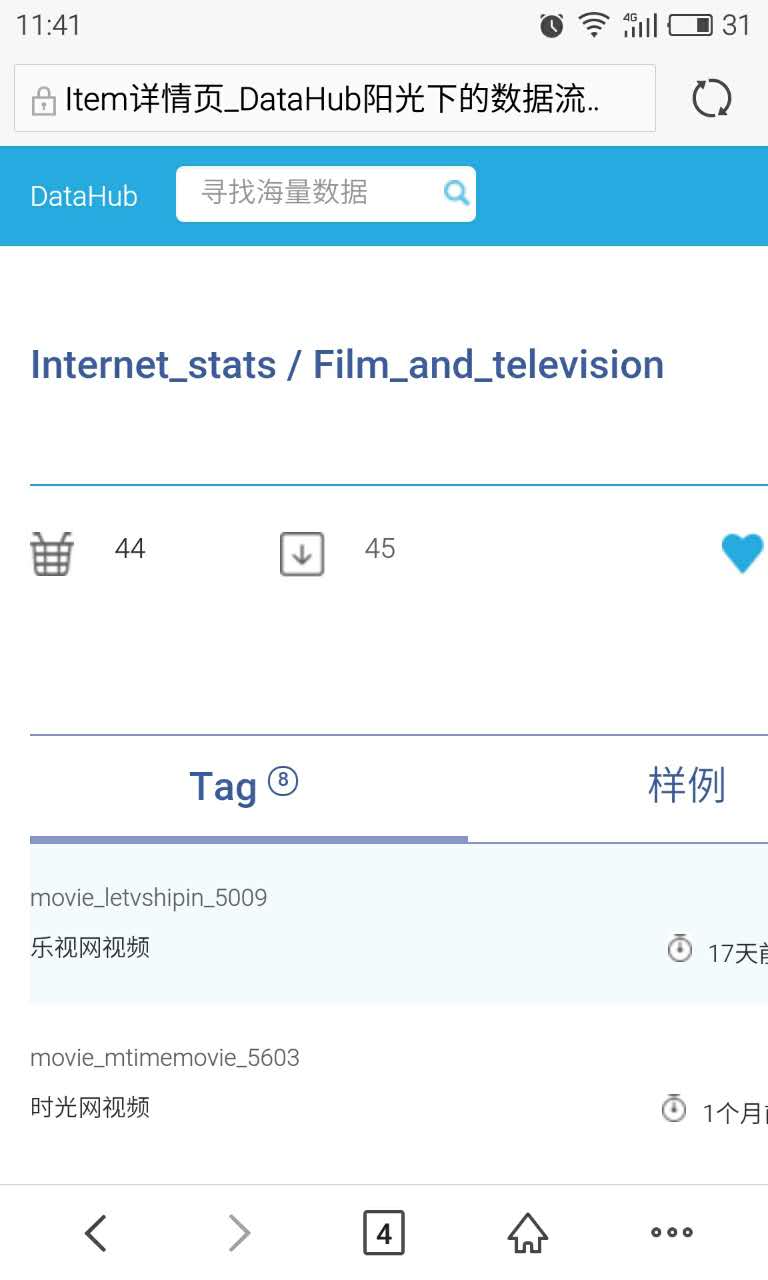 11:41
4G
31
Item详情页_DataHub阳光下的数据流..
DataHub
寻找海量数据
Internet_stats / Film_and_television
44
45
Tag 8
样例
movie_letvshipin_5009
乐视网视频
17天前
movie_mtimemovie_5603
时光网视频
1个月前
4